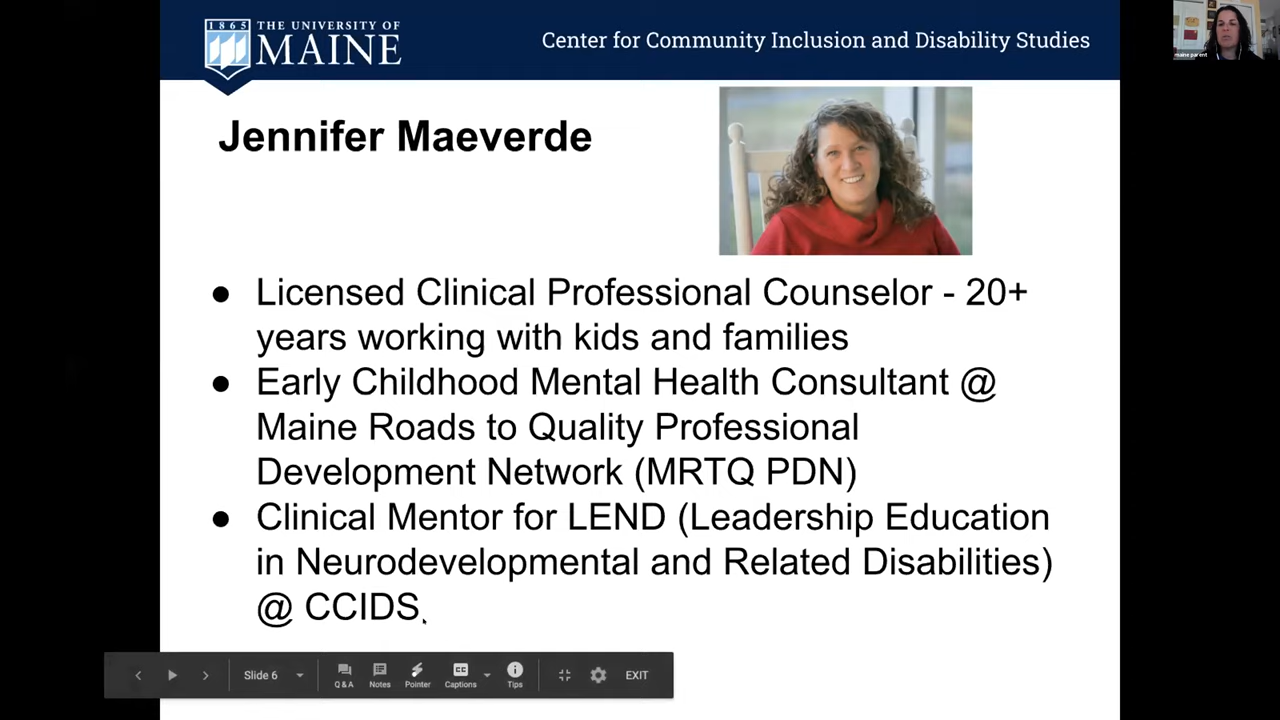 1865 THE UNIVERSITY OF
MAINE
Center for Community Inclusion and Disability Studies
maine parent
Jennifer Maeverde
● Licensed Clinical Professional Counselor - 20+
years working with kids and families
● Early Childhood Mental Health Consultant @
Maine Roads to Quality Professional
Development Network (MRTQ PDN)
● Clinical Mentor for LEND (Leadership Education
in Neurodevelopmental and Related Disabilities)
@ CCIDS
Slide 6
Q&A
Notes
Pointer
Captions
Tips
EXIT